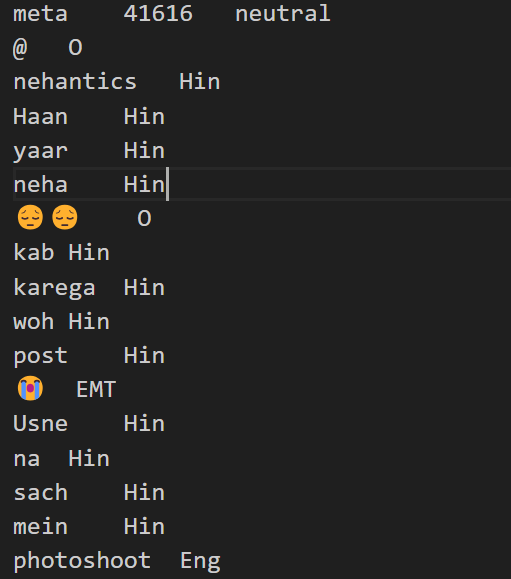 meta	41616	neutral
@	O
nehantics	Hin
Haan	Hin
yaar	Hin
neha	Hin
😔😔	O
kab	Hin
karega	Hin
woh	Hin
post	Hin
😭	EMT
Usne	Hin
na	Hin
sach	Hin
mein	Hin
photoshoot	Eng